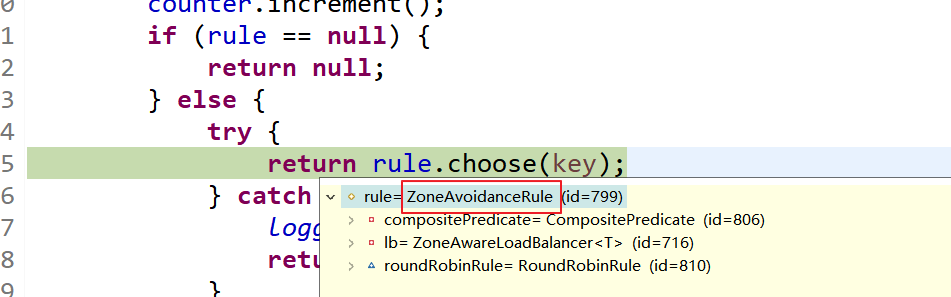 0 counter.increment();
1 if (rule == null) {
2 return null;
3 } else {
4 try {
5 return rule.choose(key);
6 } catch
rule= ZoneAvoidanceRule (id=799)
compositePredicate= CompositePredicate (id=806)
7 logg
lb= ZoneAwareLoadBalancer<T> (id=716)
8 retu
roundRobinRule= RoundRobinRule (id=810)
9 }